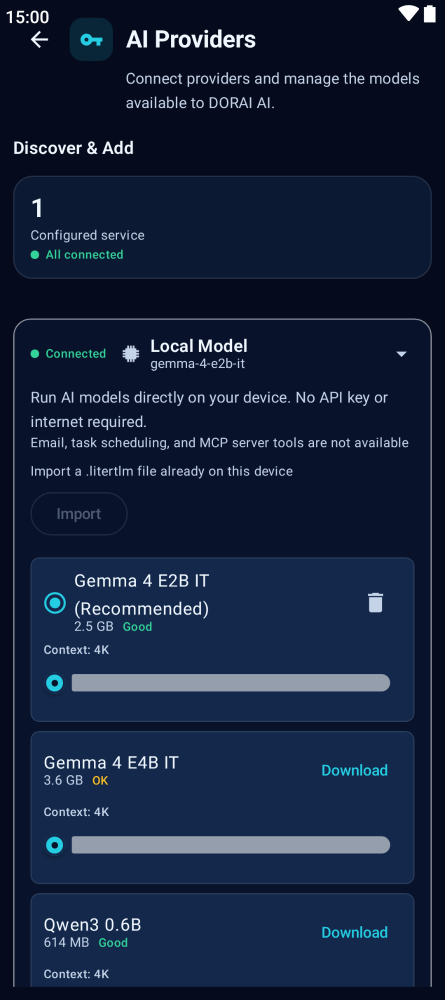 15:00
AI Providers
Connect providers and manage the models
available to DORAI AI.
Discover & Add
1
Configured service
All connected
Connected
Local Model
gemma-4-e2b-it
Run AI models directly on your device. No API key or
internet required.
Email, task scheduling, and MCP server tools are not available
Import a .litertlm file already on this device
Import
Gemma 4 E2B IT
(Recommended)
2.5 GB Good
Context: 4K
Gemma 4 E4B IT
3.6 GB OK
Download
Context: 4K
Qwen3 0.6B
614 MB Good
Download
Context: 4K